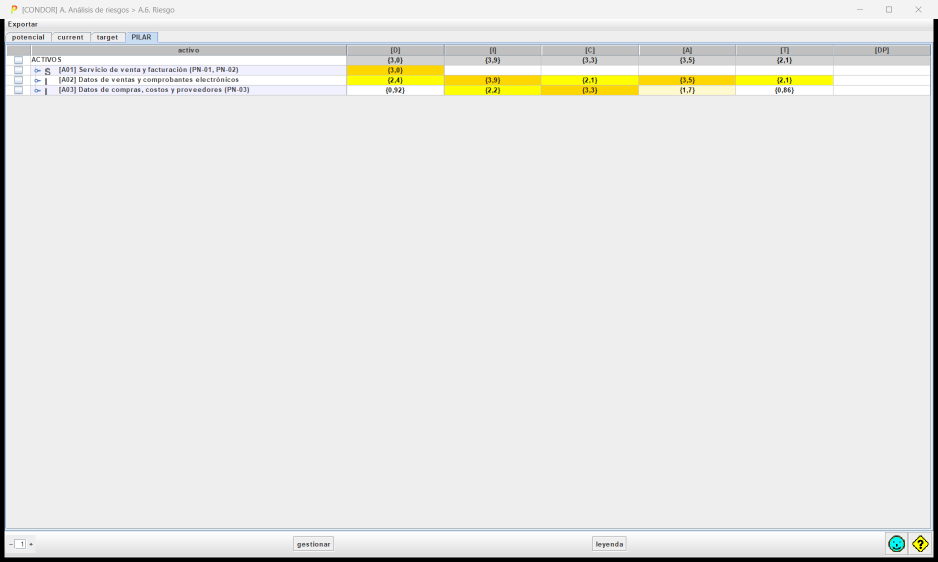 [CONDOR] A. Análisis de riesgos > A.6. Riesgo
Exportar
potencial current target PILAR
activo [D] [I] [C] [A] [T] [DP]
ACTIVOS {3,0} {3,9} {3,3} {3,5} {2,1}
S [A01] Servicio de venta y facturación (PN-01, PN-02) {3,0}
I [A02] Datos de ventas y comprobantes electrónicos {2,4} {3,9} {2,1} {3,5} {2,1}
I [A03] Datos de compras, costos y proveedores (PN-03) {0,92} {2,2} {3,3} {1,7} {0,86}
- 1 + gestionar leyenda ?